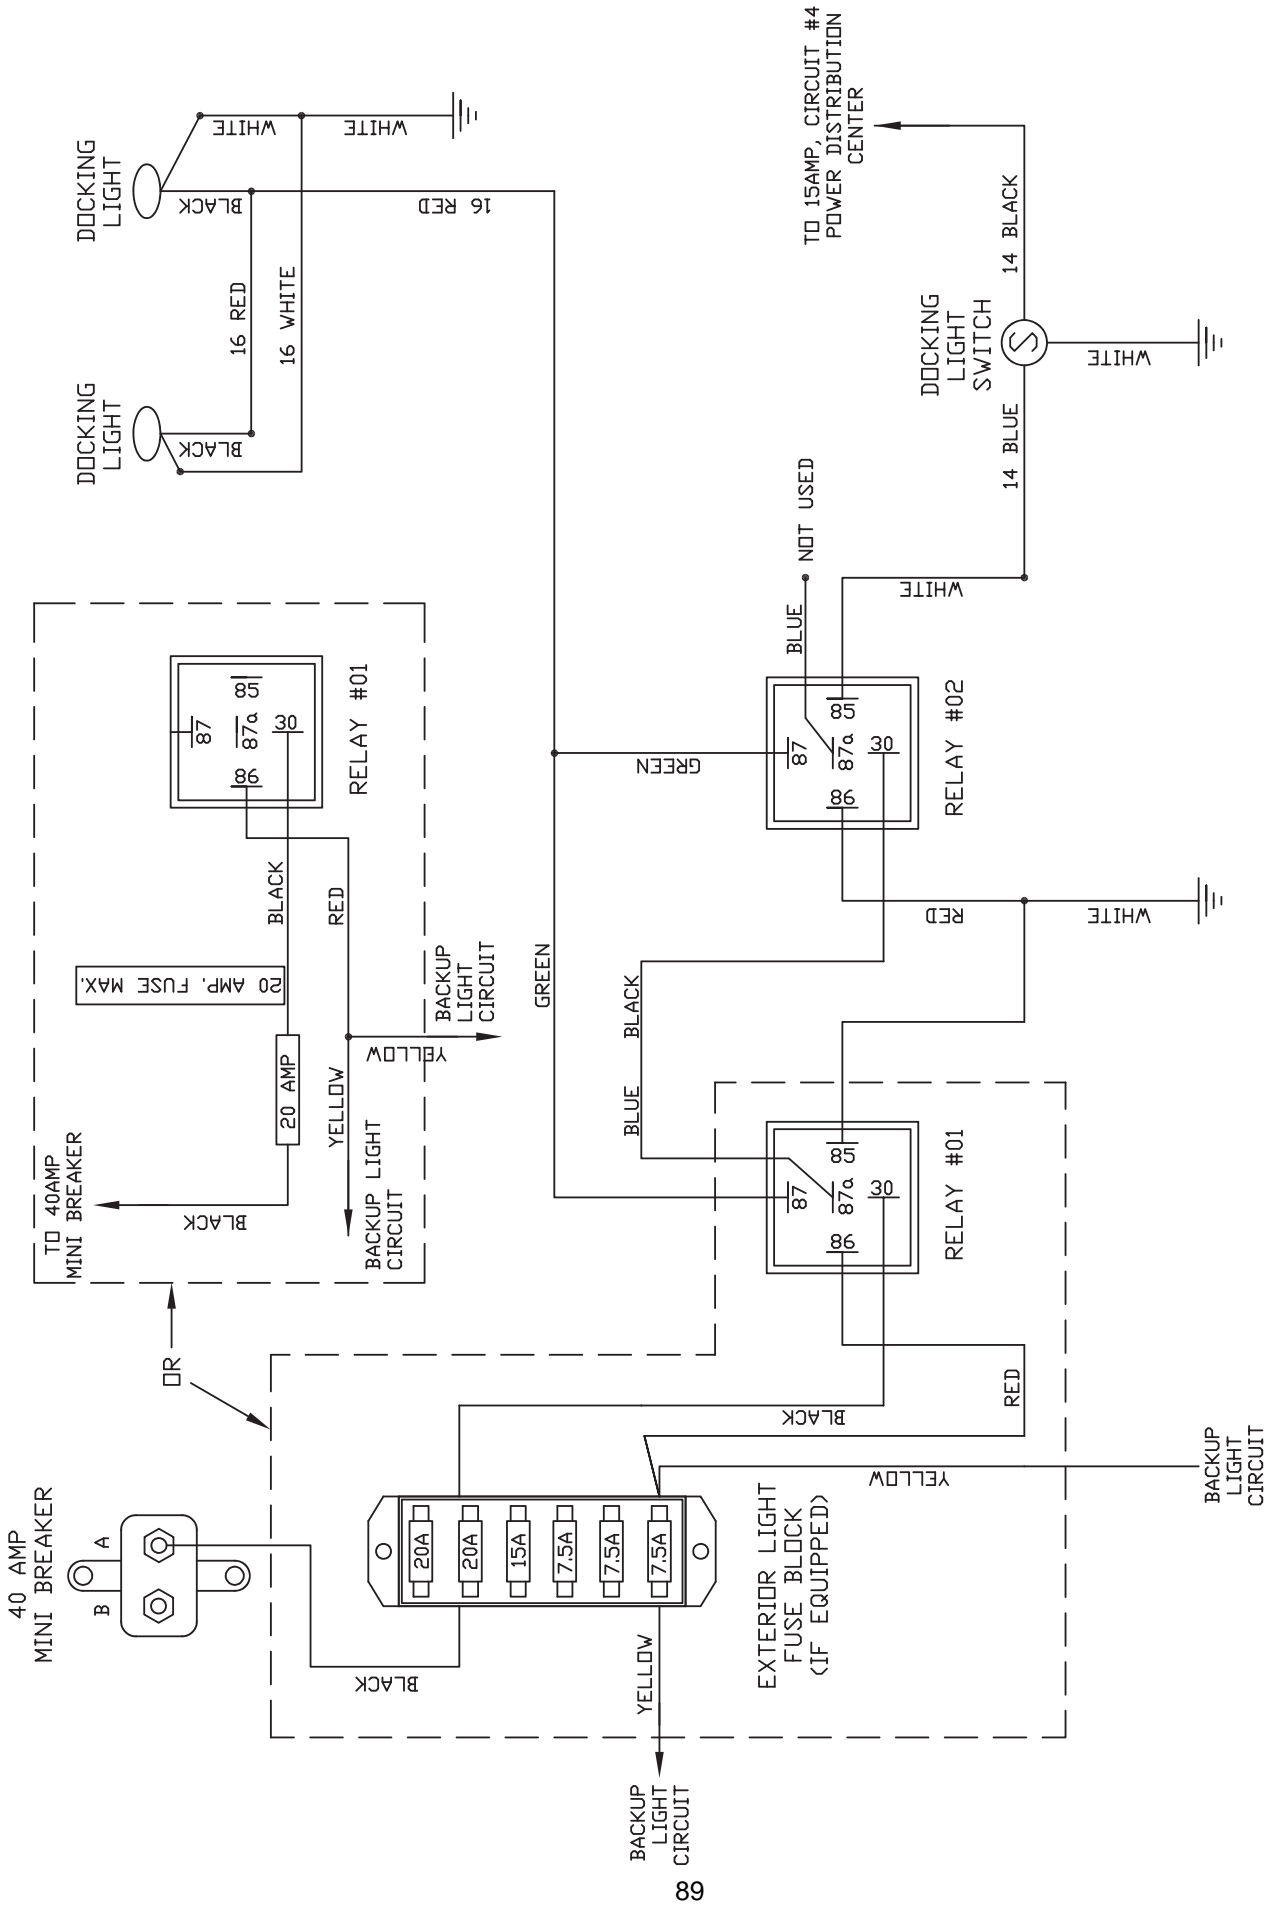 DOCKING
LIGHT
WHITE
WHITE
BLACK
16 RED
16 RED
16 WHITE
DOCKING
LIGHT
BLACK
TO 15AMP, CIRCUIT #4
POWER DISTRIBUTION
CENTER
14 BLACK
DOCKING
LIGHT
SWITCH
WHITE
14 BLUE
NOT USED
BLUE
WHITE
85
87
87a
30
86
RELAY #02
GREEN
RED
WHITE
85
87
87a
30
86
RELAY #01
BLACK
RED
20 AMP. FUSE MAX.
20 AMP
YELLOW
BACKUP
LIGHT
CIRCUIT
YELLOW
BACKUP LIGHT
CIRCUIT
TO 40AMP
MINI BREAKER
BLACK
GREEN
BLACK
BLUE
85
87
87a
30
86
RELAY #01
OR
RED
BLACK
YELLOW
BACKUP
LIGHT
CIRCUIT
40 AMP
MINI BREAKER
A
B
BLACK
20A
20A
15A
7.5A
7.5A
7.5A
EXTERIOR LIGHT
FUSE BLOCK
(IF EQUIPPED)
YELLOW
BACKUP
LIGHT
CIRCUIT
89